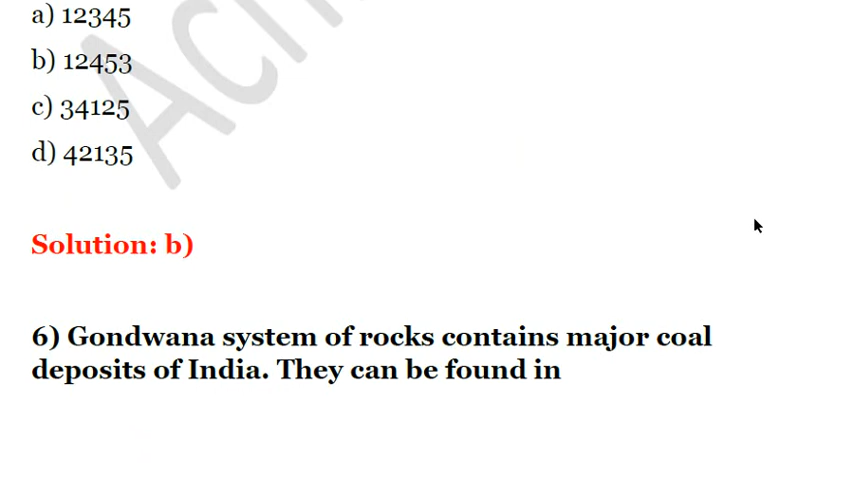 a) 12345
b) 12453
c) 34125
d) 42135
Solution: b)
6) Gondwana system of rocks contains major coal
deposits of India. They can be found in